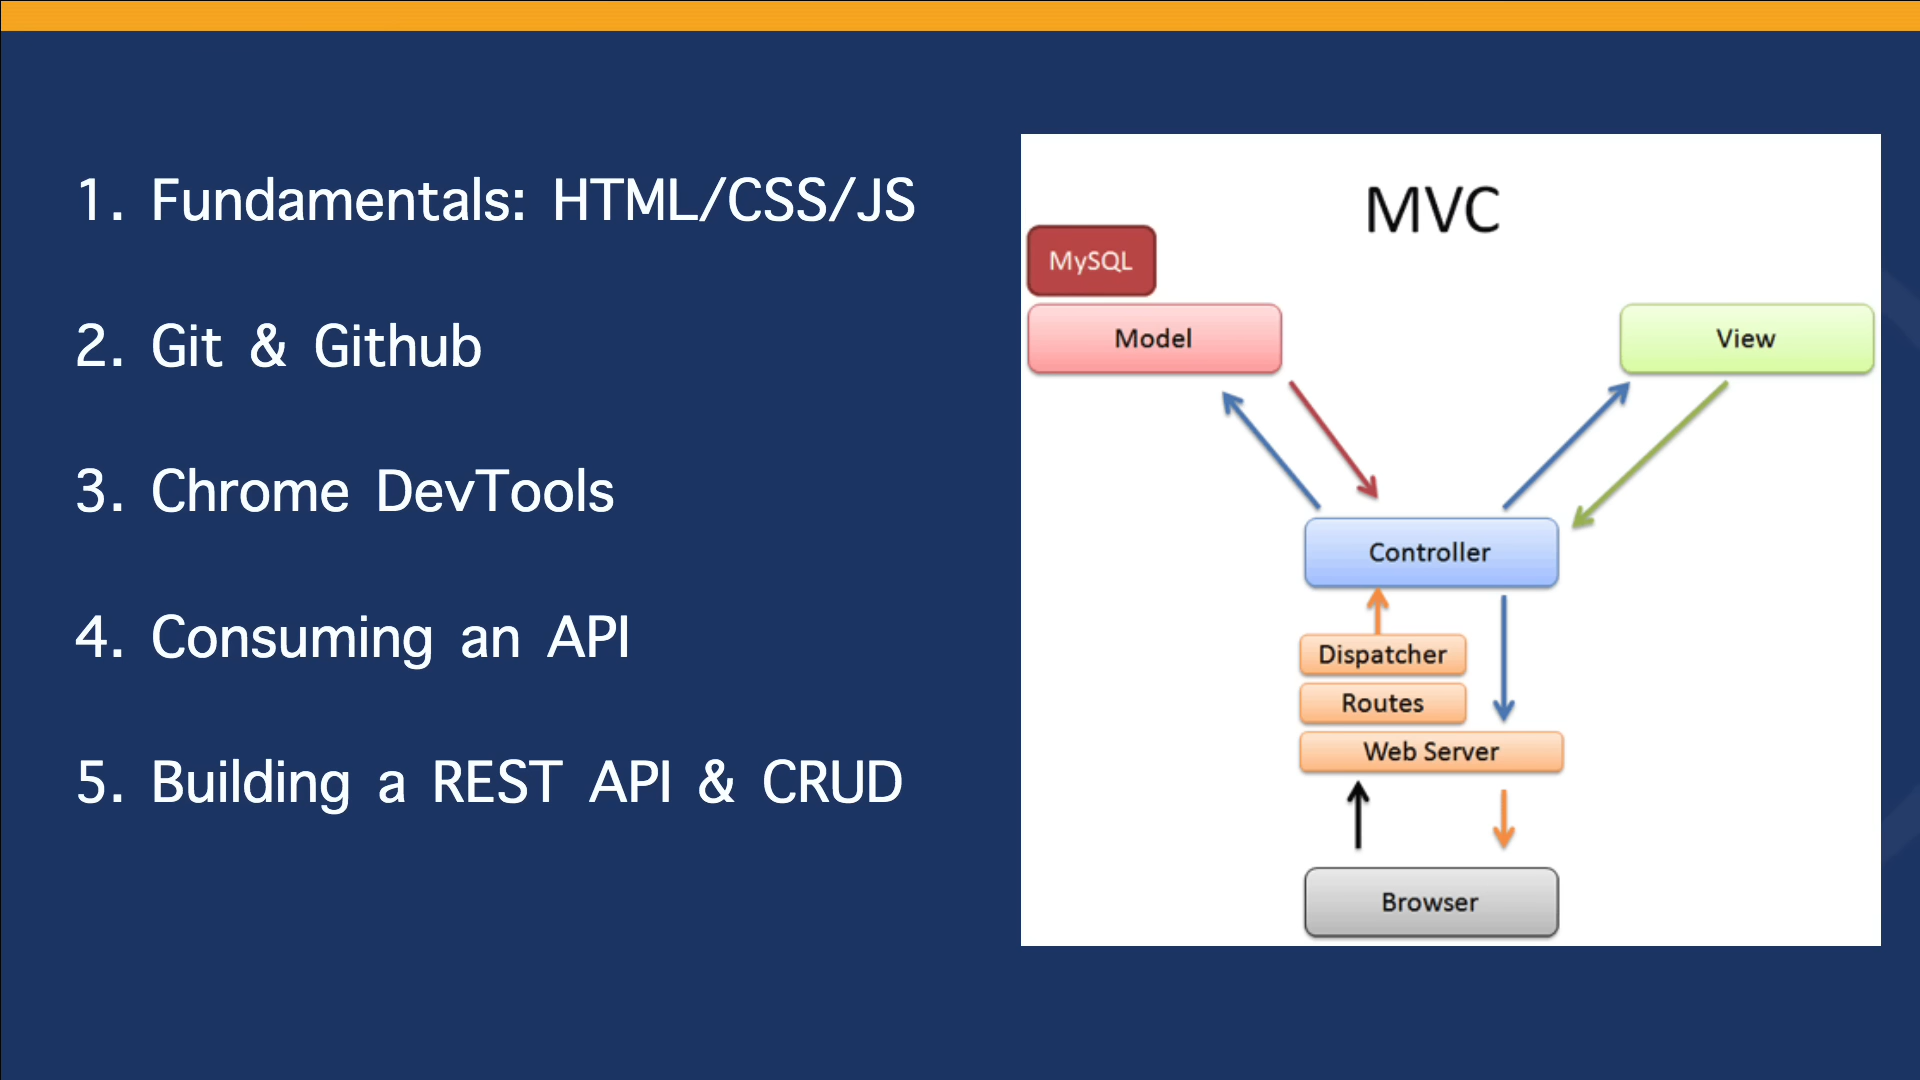 1. Fundamentals: HTML/CSS/JS
2. Git & Github
3. Chrome DevTools
4. Consuming an API
5. Building a REST API & CRUD
MVC
MySQL
Model
View
Controller
Dispatcher
Routes
Web Server
Browser